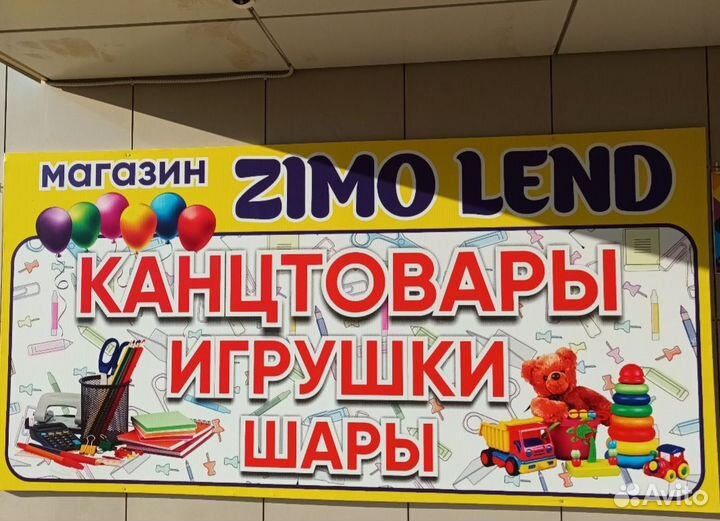 магазин ZIMO LEND
КАНЦТОВАРЫ
ИГРУШКИ
ШАРЫ
Avito